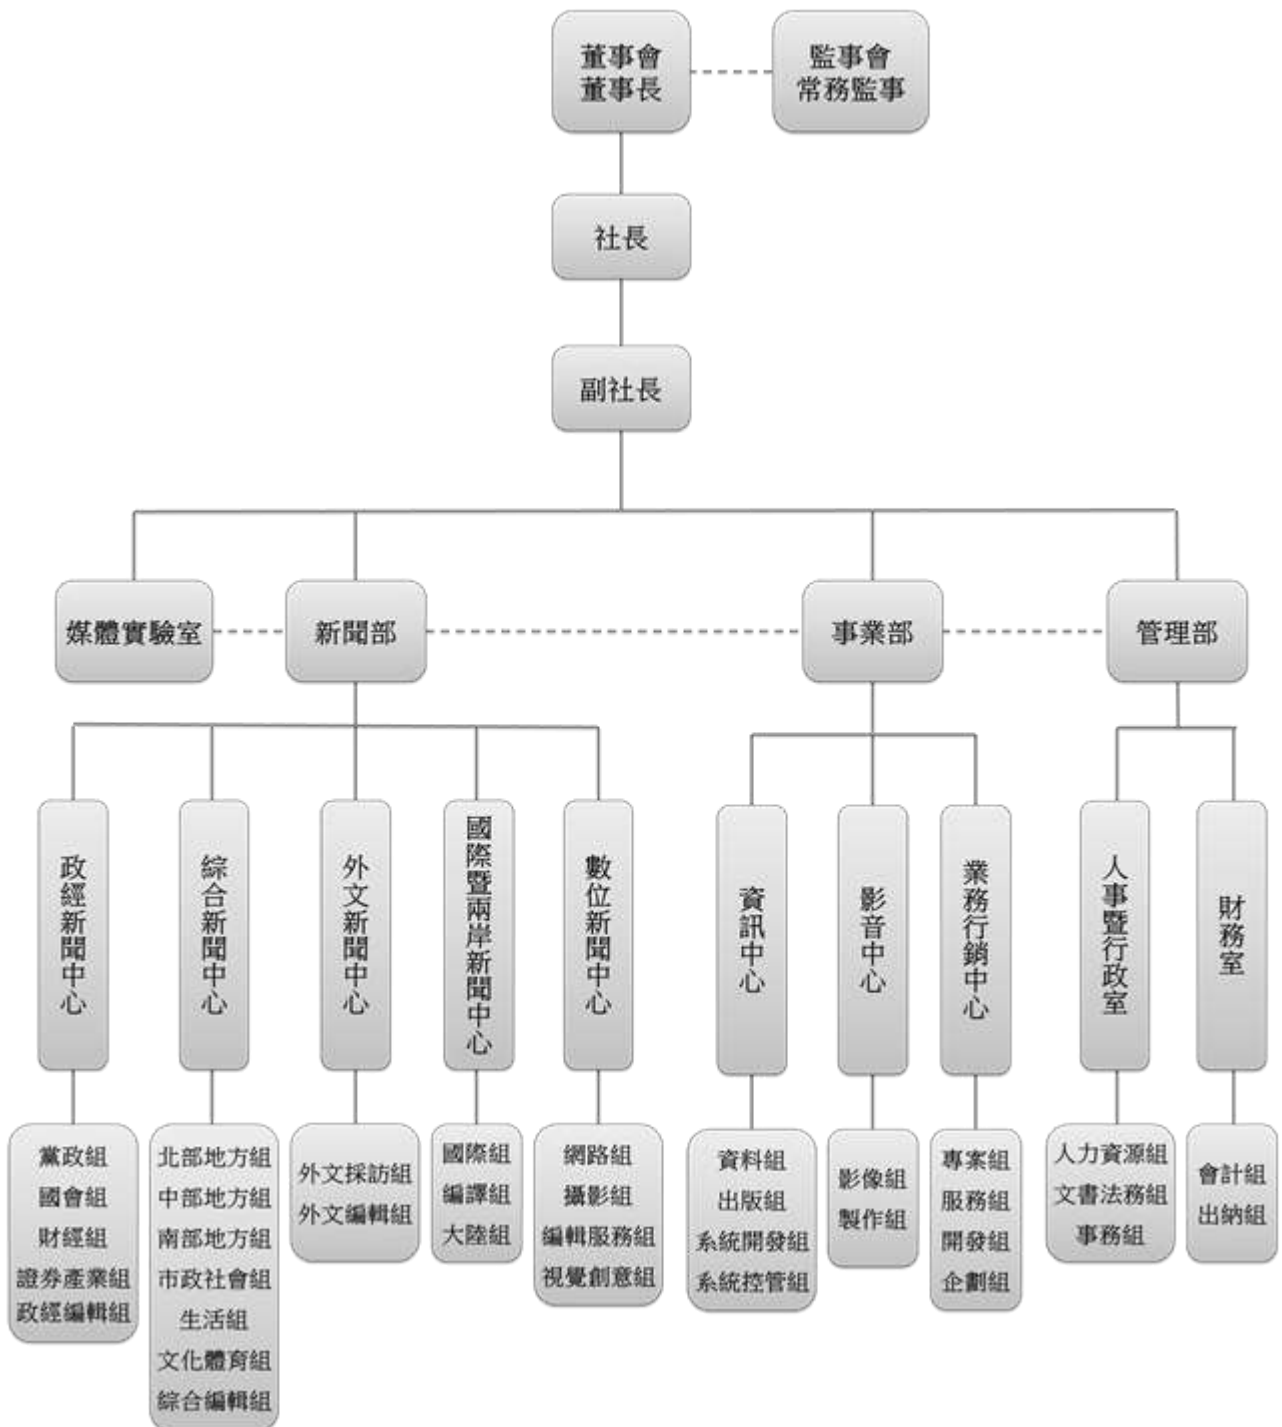 董事會
董事長
監事會
常務監事
社長
副社長
媒體實驗室
新聞部
事業部
管理部
政經新聞中心
綜合新聞中心
外文新聞中心
國際暨兩岸新聞中心
數位新聞中心
資訊中心
影音中心
業務行銷中心
人事暨行政室
財務室
黨政組
國會組
財經組
證券產業組
政經編輯組
北部地方組
中部地方組
南部地方組
市政社會組
生活組
文化體育組
綜合編輯組
外文採訪組
外文編輯組
國際組
編譯組
大陸組
網路組
攝影組
編輯服務組
視覺創意組
資料組
出版組
系統開發組
系統控管組
影像組
製作組
專案組
服務組
開發組
企劃組
人力資源組
文書法務組
事務組
會計組
出納組